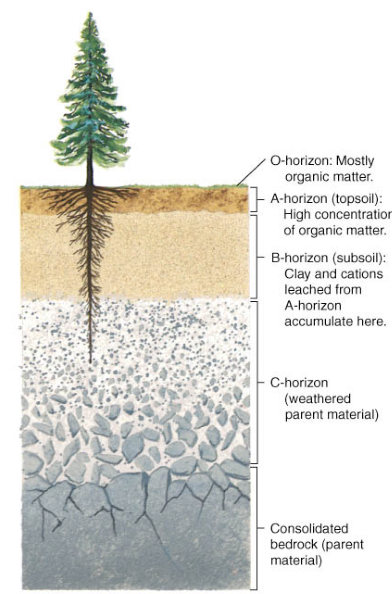 O-horizon: Mostly
organic matter.
A-horizon (topsoil):
High concentration
of organic matter.
B-horizon (subsoil):
Clay and cations
leached from
A-horizon
accumulate here.
C-horizon
(weathered
parent material)
Consolidated
bedrock (parent
material)